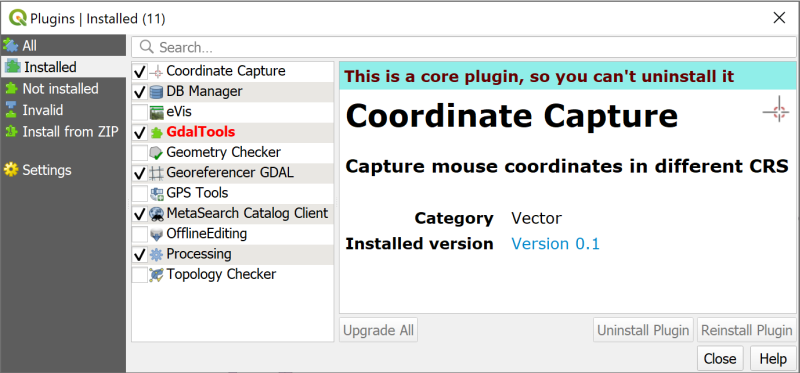 Plugins | Installed (11)
All
Installed
Not installed
Invalid
Install from ZIP
Settings
Search...
Coordinate Capture
DB Manager
eVis
GdalTools
Geometry Checker
Georeferencer GDAL
GPS Tools
MetaSearch Catalog Client
OfflineEditing
Processing
Topology Checker
This is a core plugin, so you can't uninstall it
Coordinate Capture
Capture mouse coordinates in different CRS
Category Vector
Installed version Version 0.1
Upgrade All Uninstall Plugin Reinstall Plugin
Close Help